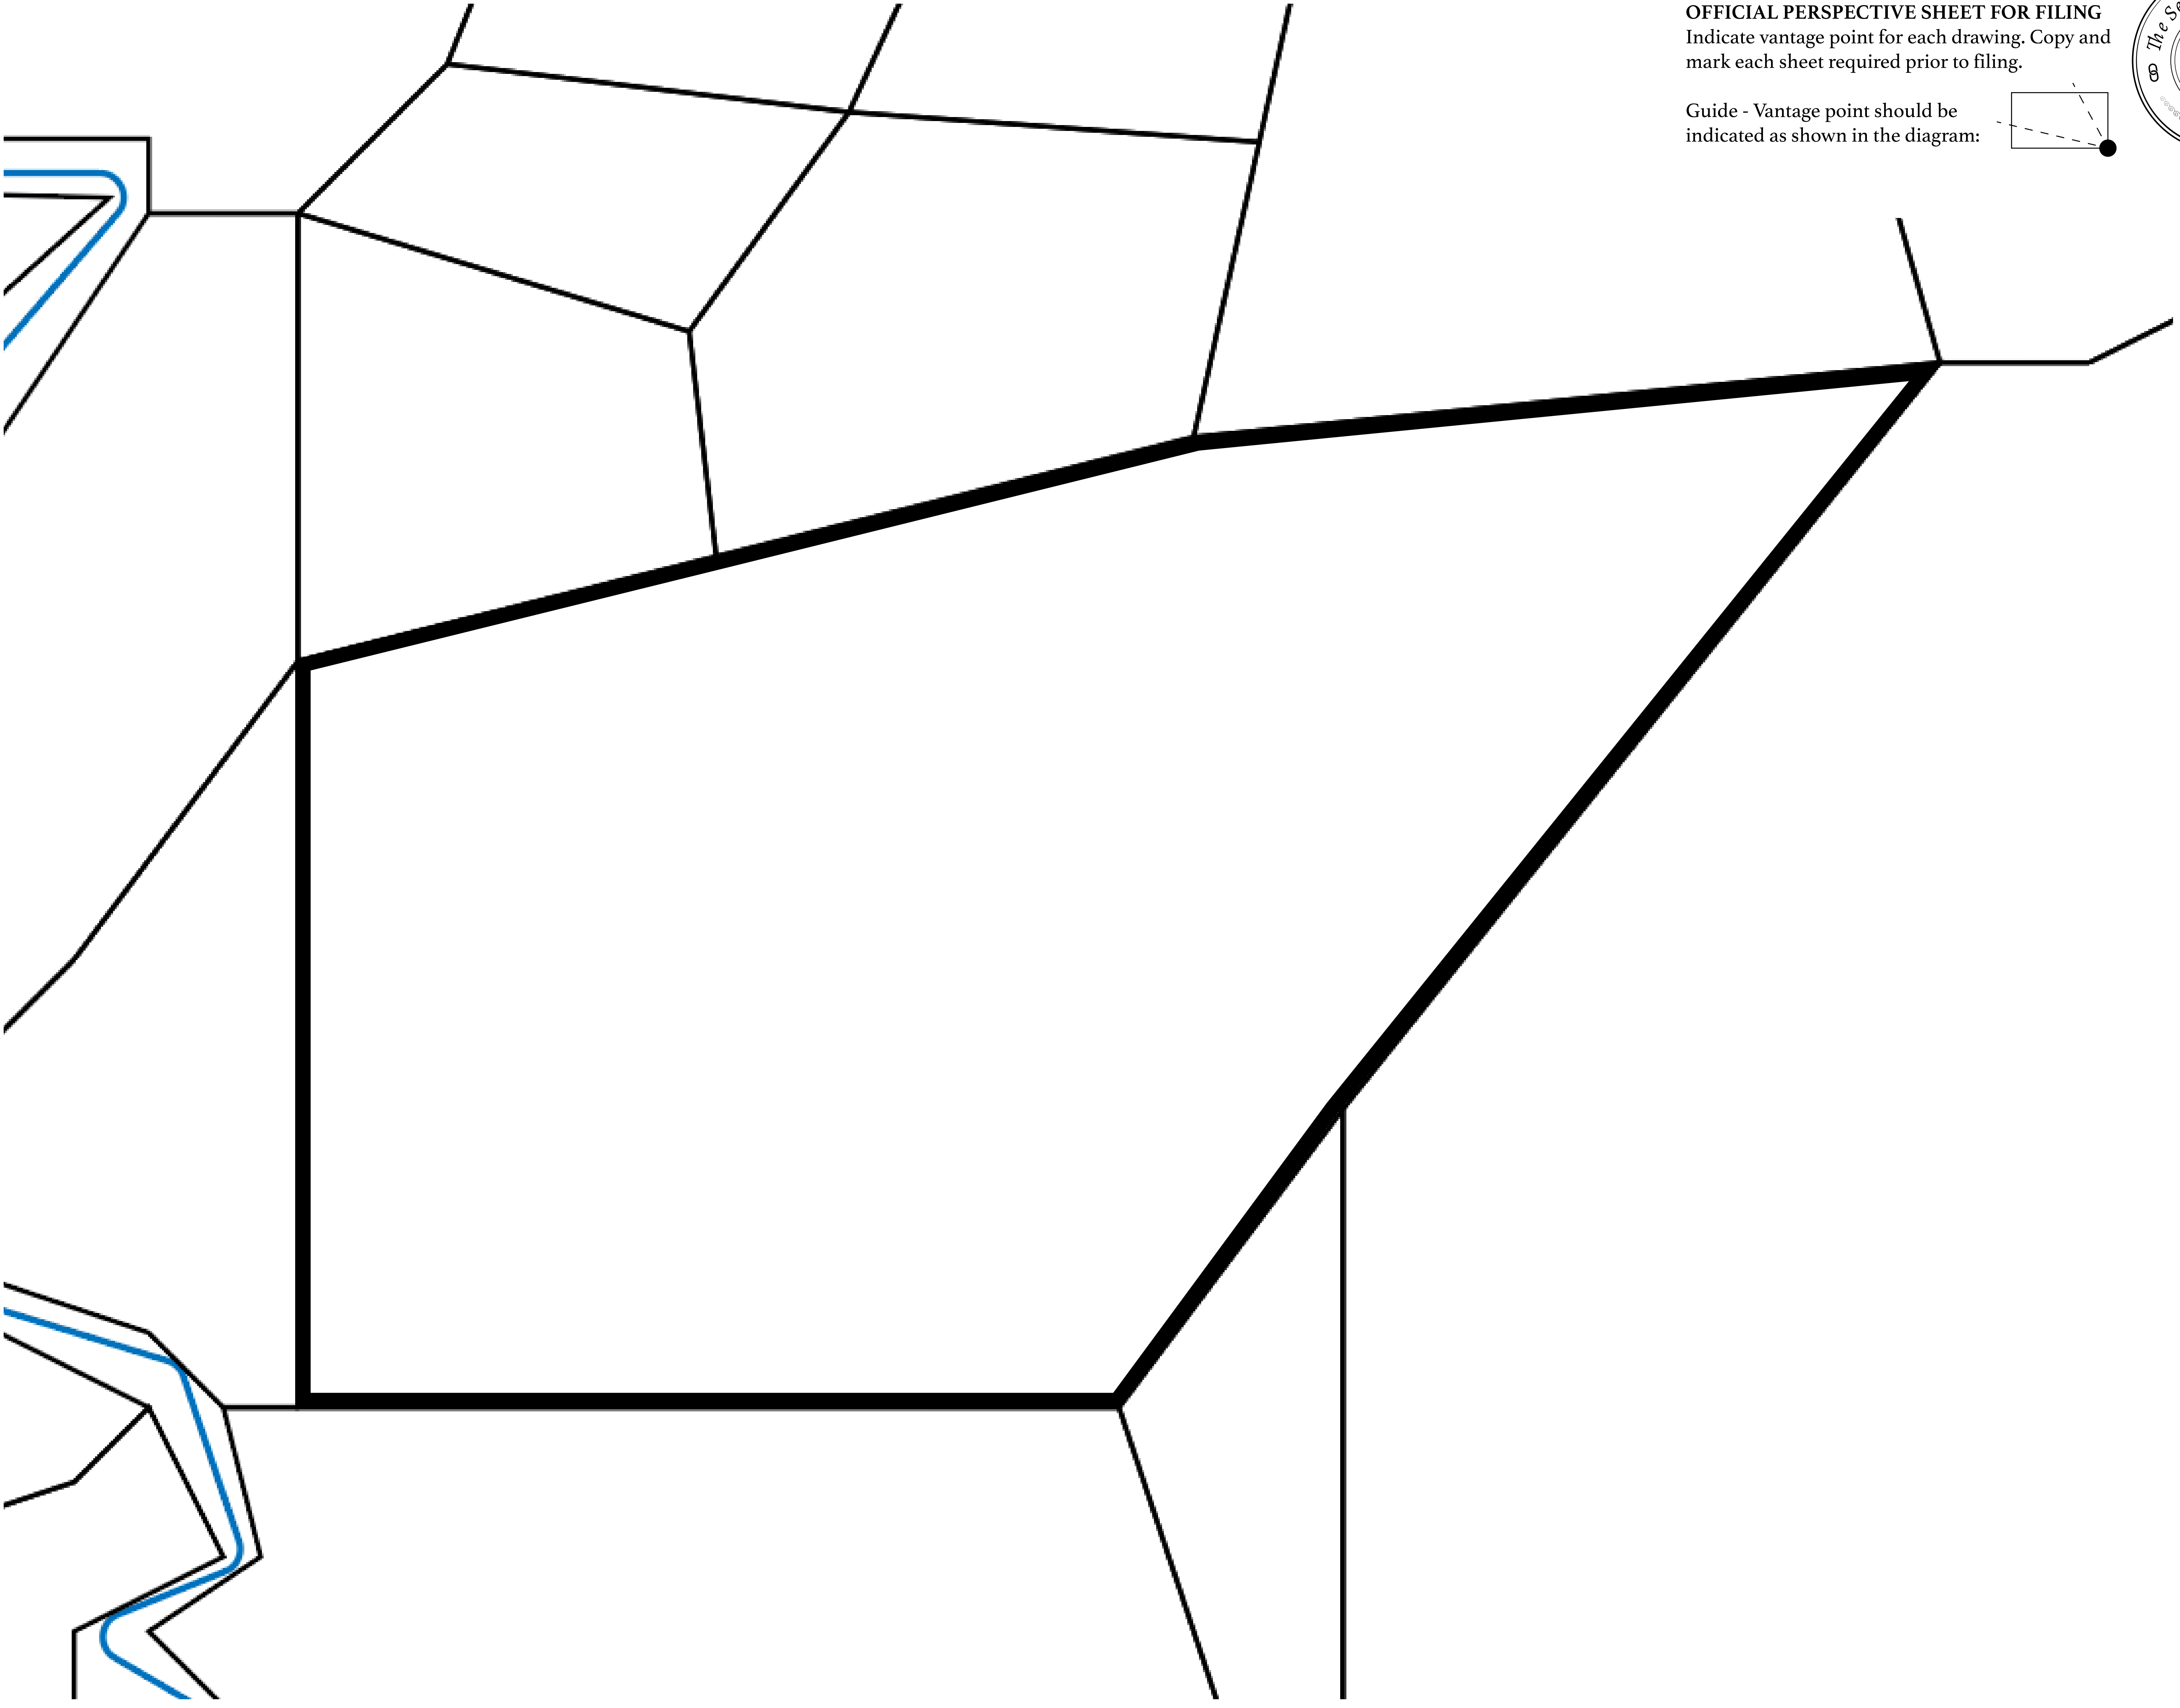 OFFICIAL PERSPECTIVE SHEET FOR FILING
Indicate vantage point for each drawing. Copy and
mark each sheet required prior to filing.
Guide - Vantage point should be
indicated as shown in the diagram:
The